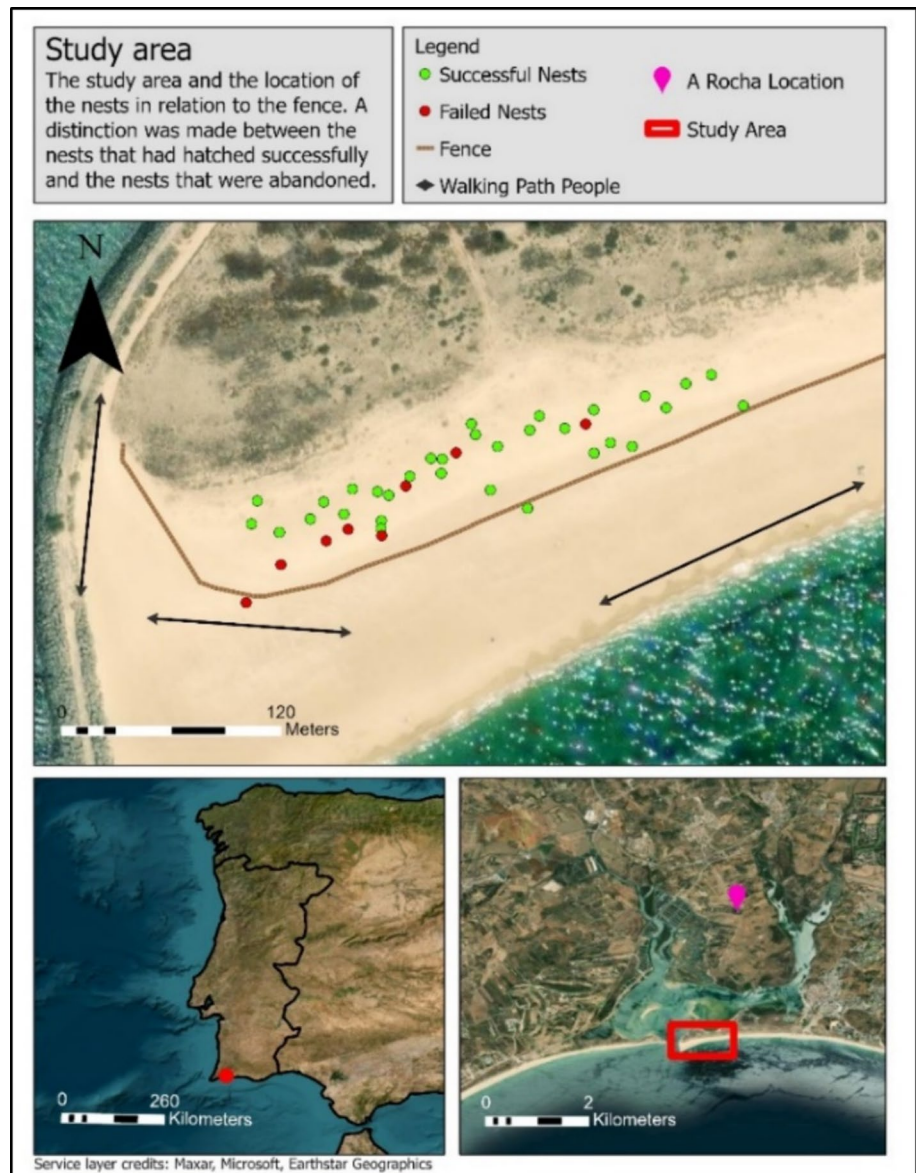 Study area
The study area and the location of
the nests in relation to the fence. A
distinction was made between the
nests that had hatched successfully
and the nests that were abandoned.
Legend
Successful Nests
Failed Nests
Fence
Walking Path People
A Rocha Location
Study Area
N
0 120
Meters
0 260
Kilometers
0 2
Kilometers
Service layer credits: Maxar, Microsoft, Earthstar Geographics